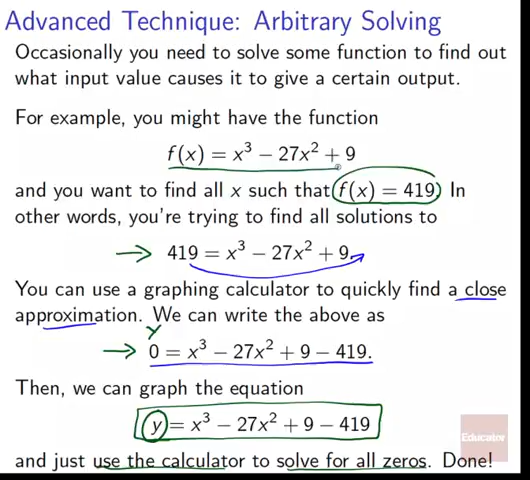 Advanced Technique: Arbitrary Solving
Occasionally you need to solve some function to find out
what input value causes it to give a certain output.
For example, you might have the function
f(x) = x³ − 27x² + 9
and you want to find all x such that f(x) = 419. In
other words, you're trying to find all solutions to
419 = x³ − 27x² + 9.
You can use a graphing calculator to quickly find a close
approximation. We can write the above as
y
0 = x³ − 27x² + 9 − 419.
Then, we can graph the equation
y = x³ − 27x² + 9 − 419
and just use the calculator to solve for all zeros. Done!
Educator